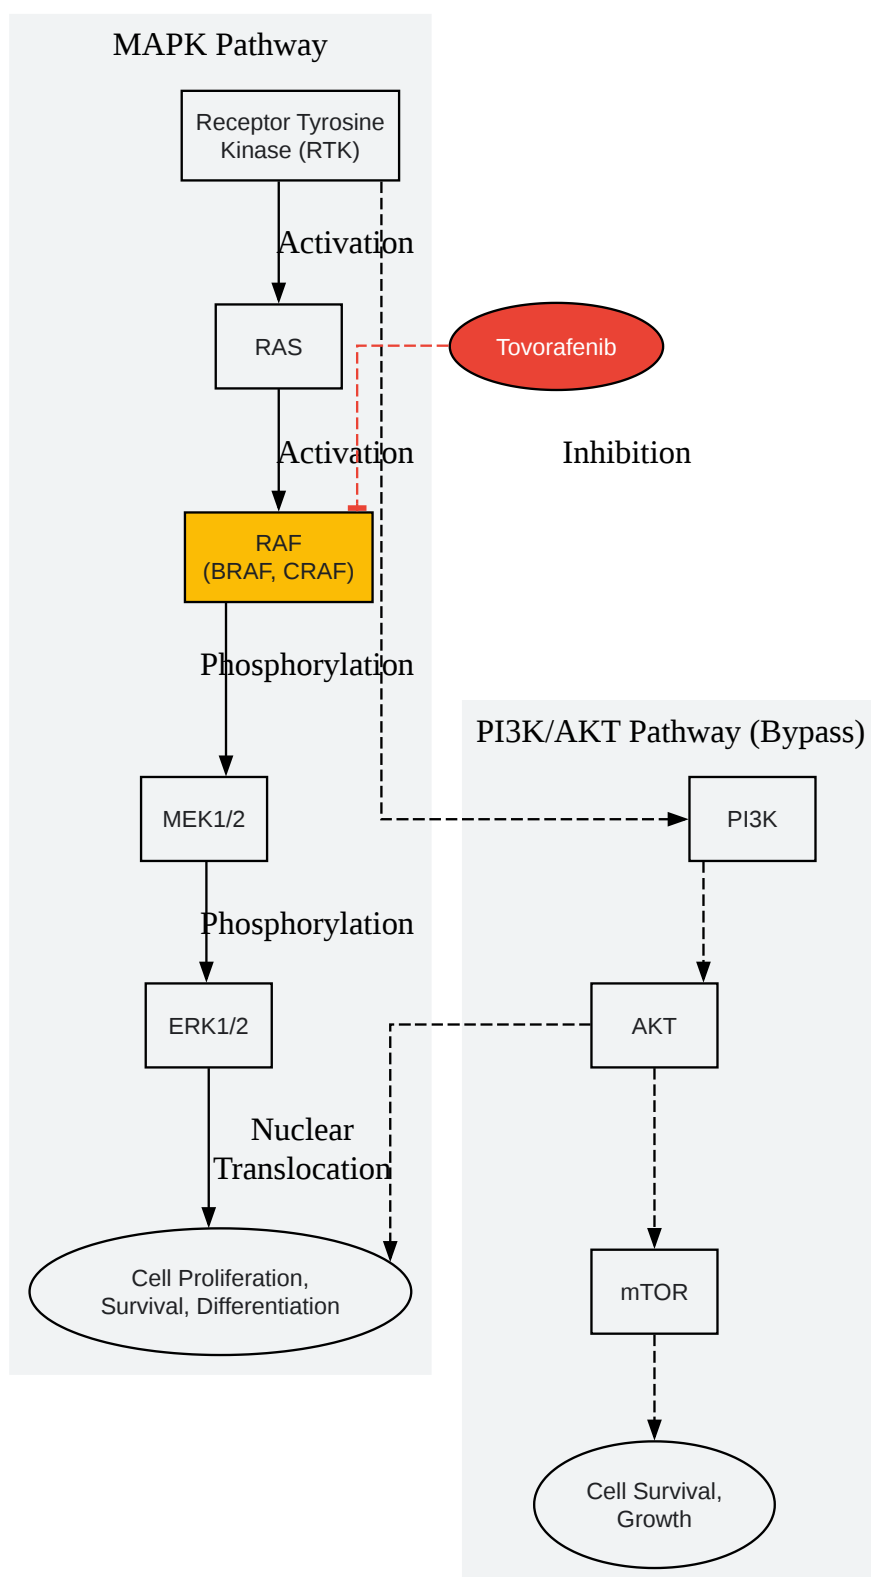 MAPK Pathway
Receptor Tyrosine
Kinase (RTK)
Activation
RAS
Tovorafenib
Activation
Inhibition
RAF
(BRAF, CRAF)
Phosphorylation
PI3K/AKT Pathway (Bypass)
MEK1/2
PI3K
Phosphorylation
ERK1/2
AKT
Nuclear
Translocation
Cell Proliferation,
Survival, Differentiation
mTOR
Cell Survival,
Growth